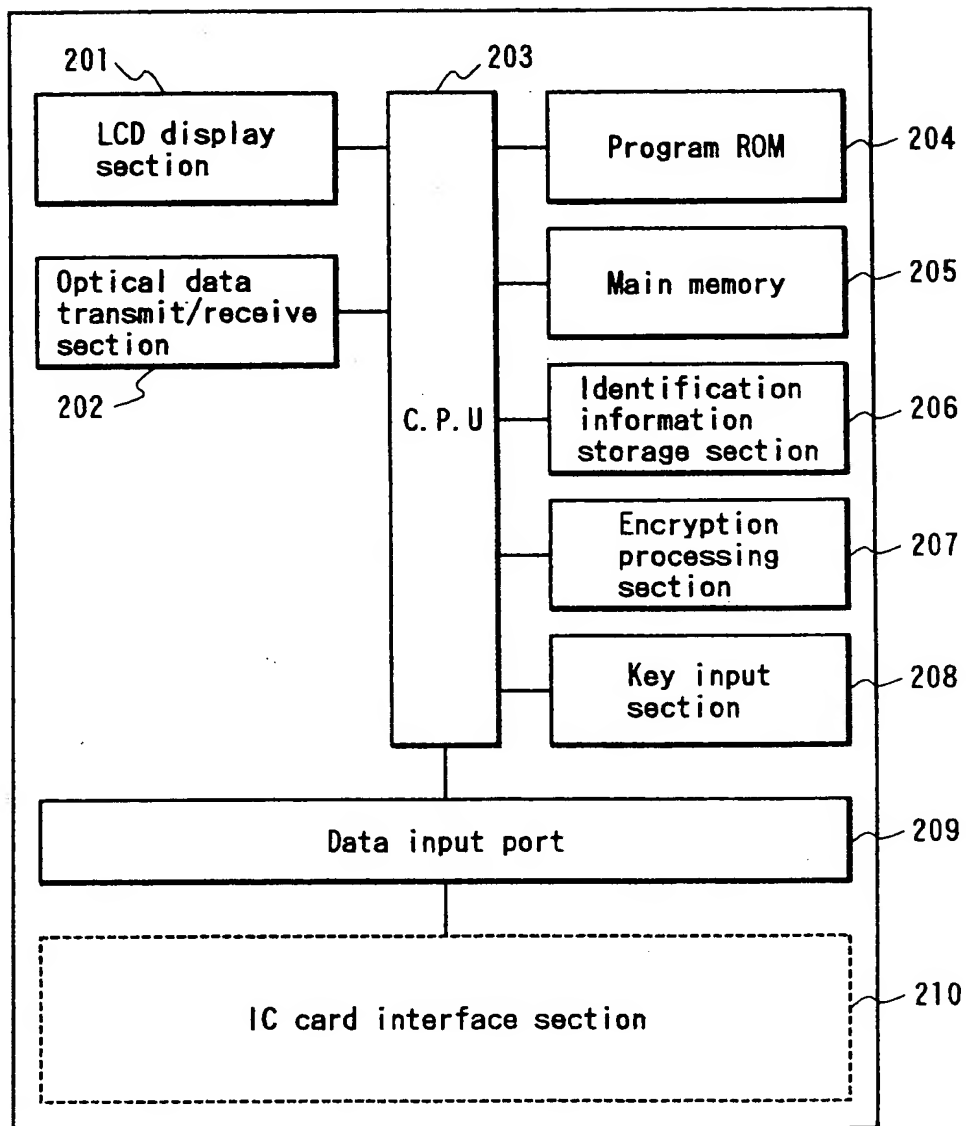 201
203
LCD display
section
Program ROM
204
Optical data
transmit/receive
section
202
Main memory
205
C.P.U
Identification
information
storage section
206
Encryption
processing
section
207
Key input
section
208
Data input port
209
IC card interface section
210